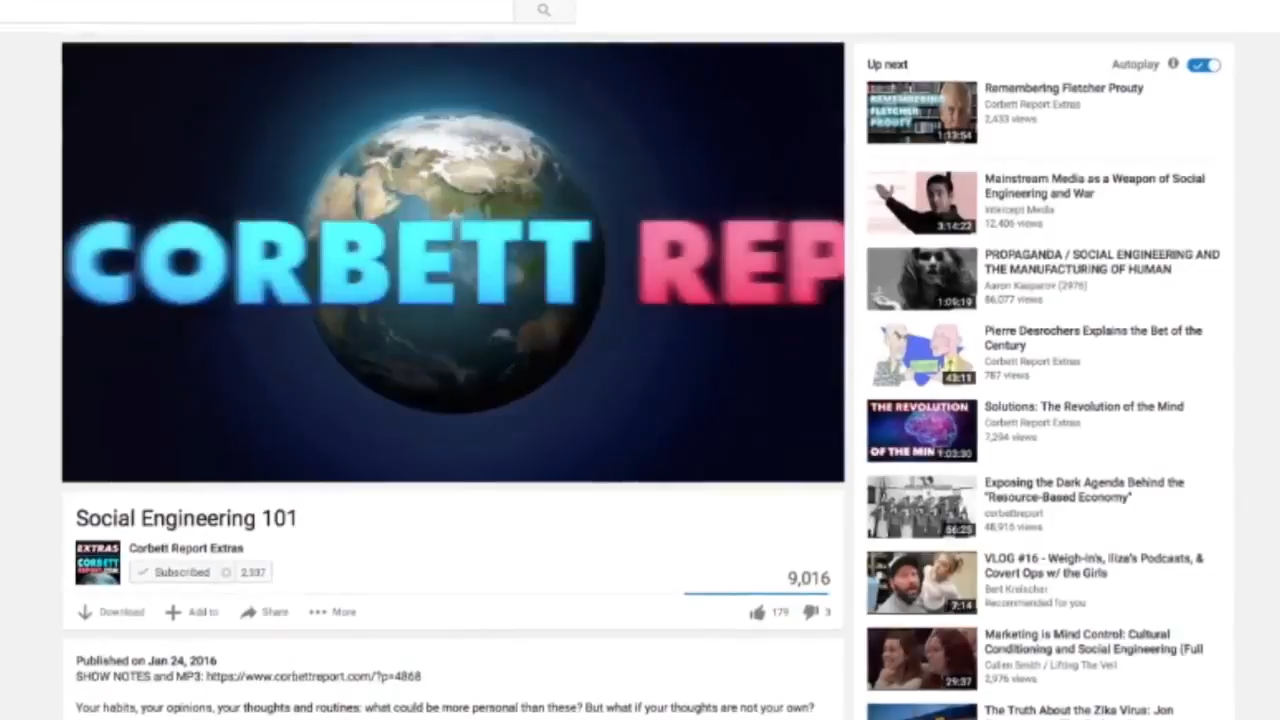 CORBETT REP
Social Engineering 101
EXTRAS
CORBETT
Corbett Report Extras
Subscribed 2,337
9,016
Download Add to Share More
179 3
Published on Jan 24, 2016
SHOW NOTES and MP3: https://www.corbettreport.com/?p=4868
Your habits, your opinions, your thoughts and routines: what could be more personal than these? But what if your thoughts are not your own?
Up next
Autoplay
REMEMBERING
FLETCHER
PROUTY
1:13:54
Remembering Fletcher Prouty
Corbett Report Extras
2,433 views
3:14:22
Mainstream Media as a Weapon of Social
Engineering and War
Intercept Media
12,406 views
1:09:19
PROPAGANDA / SOCIAL ENGINEERING AND
THE MANUFACTURING OF HUMAN
Aaron Kasparov (2976)
86,077 views
43:11
Pierre Desrochers Explains the Bet of the
Century
Corbett Report Extras
787 views
THE REVOLUTION
OF THE MIN
1:03:30
Solutions: The Revolution of the Mind
Corbett Report Extras
7,294 views
56:25
Exposing the Dark Agenda Behind the
"Resource-Based Economy"
corbettreport
48,916 views
7:14
VLOG #16 - Weigh-in's, Iliza's Podcasts, &
Covert Ops w/ the Girls
Bert Kreischer
Recommended for you
29:37
Marketing is Mind Control: Cultural
Conditioning and Social Engineering (Full
Cullen Smith / Lifting The Veil
2,976 views
The Truth About the Zika Virus: Jon